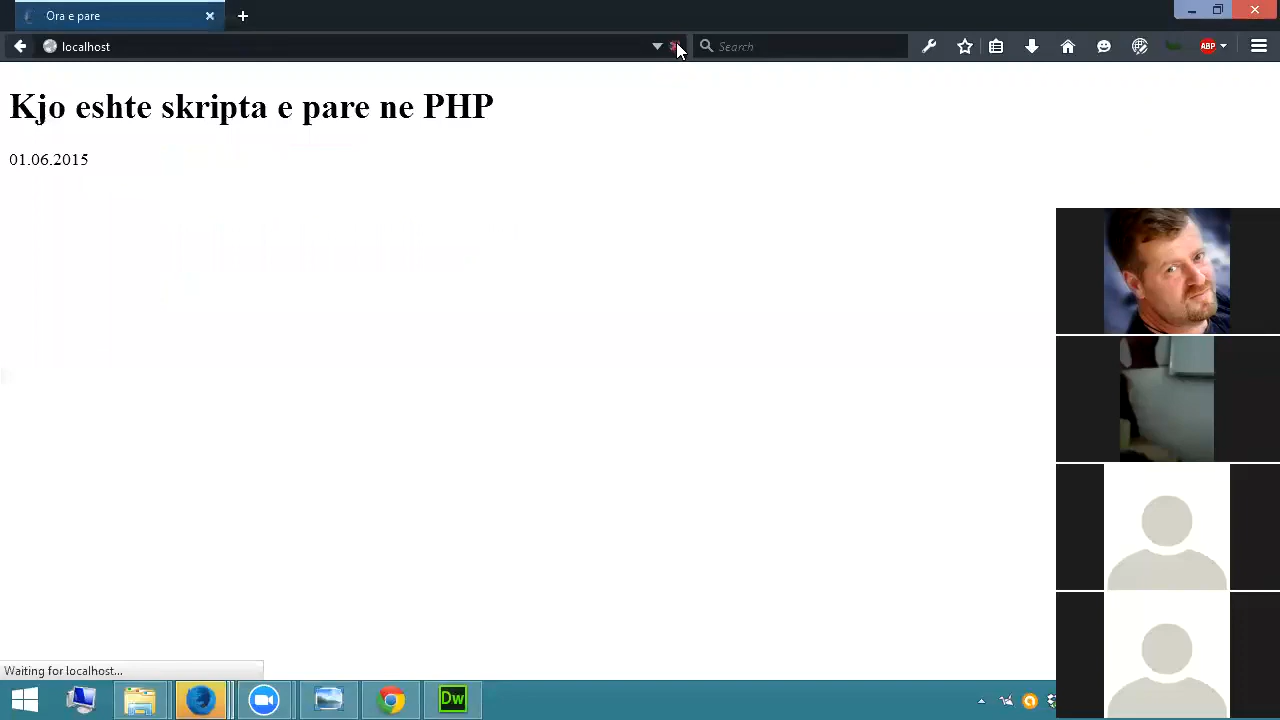 Ora e pare
localhost
Search
ABP
Kjo eshte skripta e pare ne PHP
01.06.2015
Waiting for localhost...
Dw